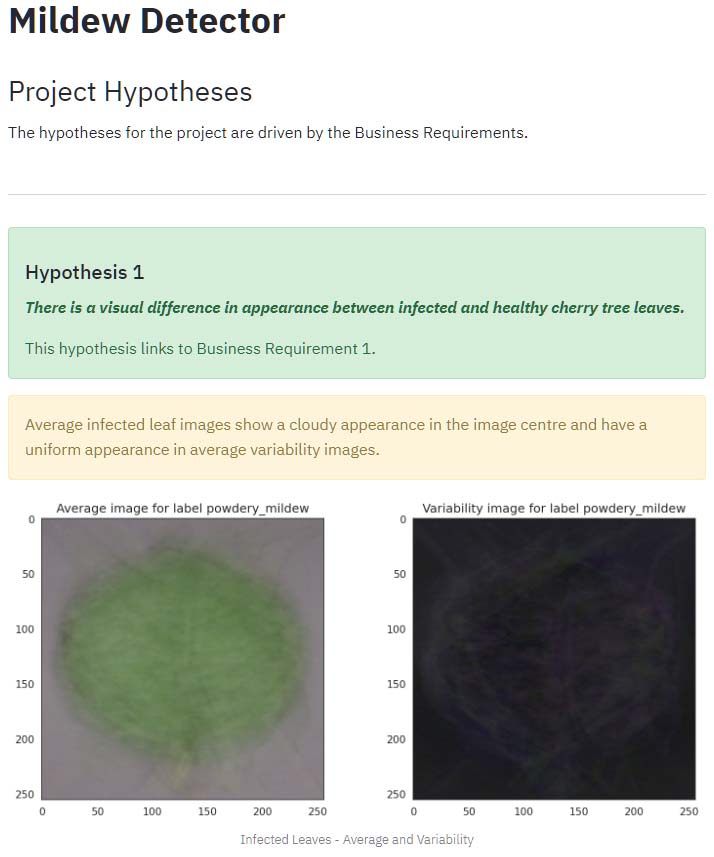 Mildew Detector
Project Hypotheses
The hypotheses for the project are driven by the Business Requirements.
Hypothesis 1
There is a visual difference in appearance between infected and healthy cherry tree leaves.
This hypothesis links to Business Requirement 1.
Average infected leaf images show a cloudy appearance in the image centre and have a
uniform appearance in average variability images.
Average image for label powdery_mildew
0
50
100
150
200
250
0 50 100 150 200 250
Variability image for label powdery_mildew
0
50
100
150
200
250
0 50 100 150 200 250
Infected Leaves - Average and Variability